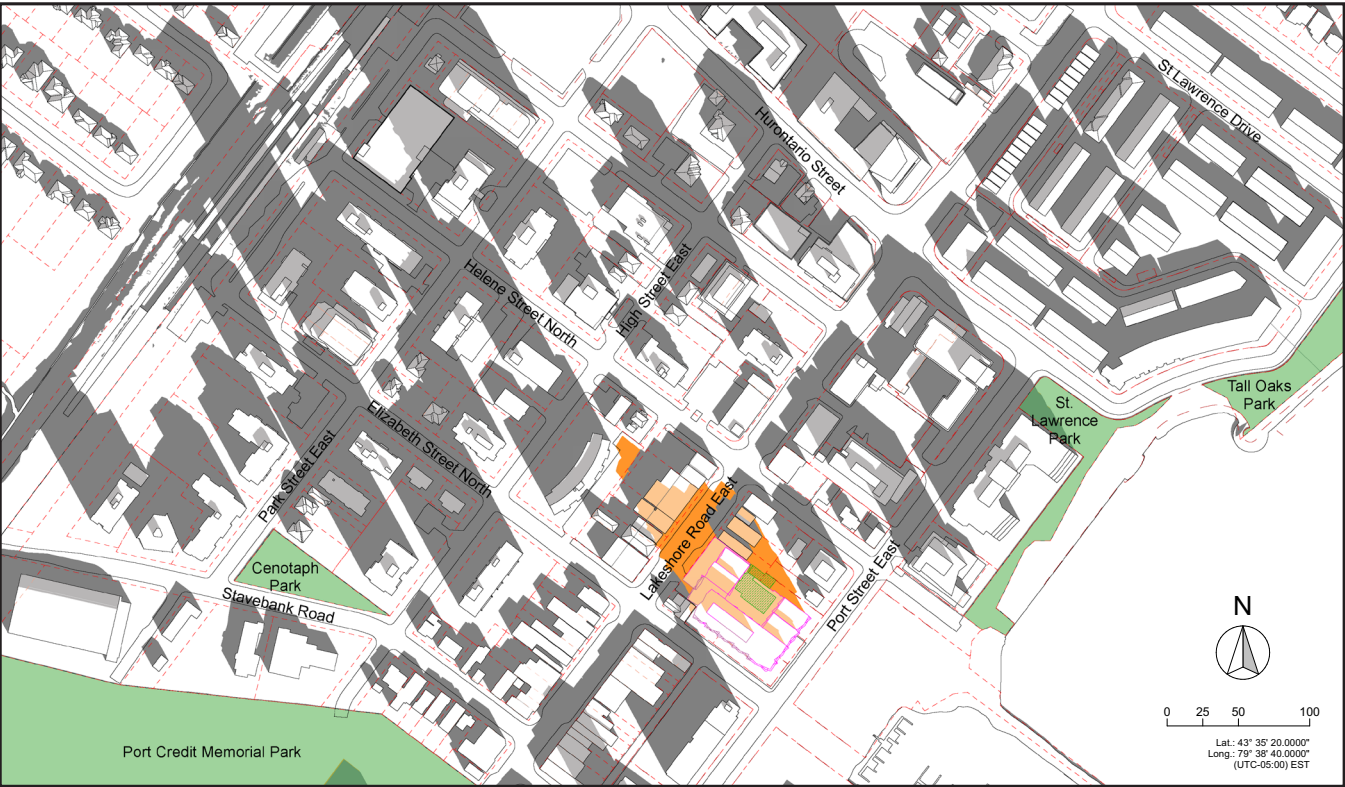 St Lawrence Drive
Hurontario Street
High Street East
Helene Street North
Elizabeth Street North
Park Street East
Tall Oaks
Park
St.
Lawrence
Park
Lakeshore Road East
Port Street East
Cenotaph
Park
Stavebank Road
Port Credit Memorial Park
N
0 25 50 100
Lat.: 43° 35' 20.0000"
Long.: 79° 38' 40.0000"
(UTC-05:00) EST